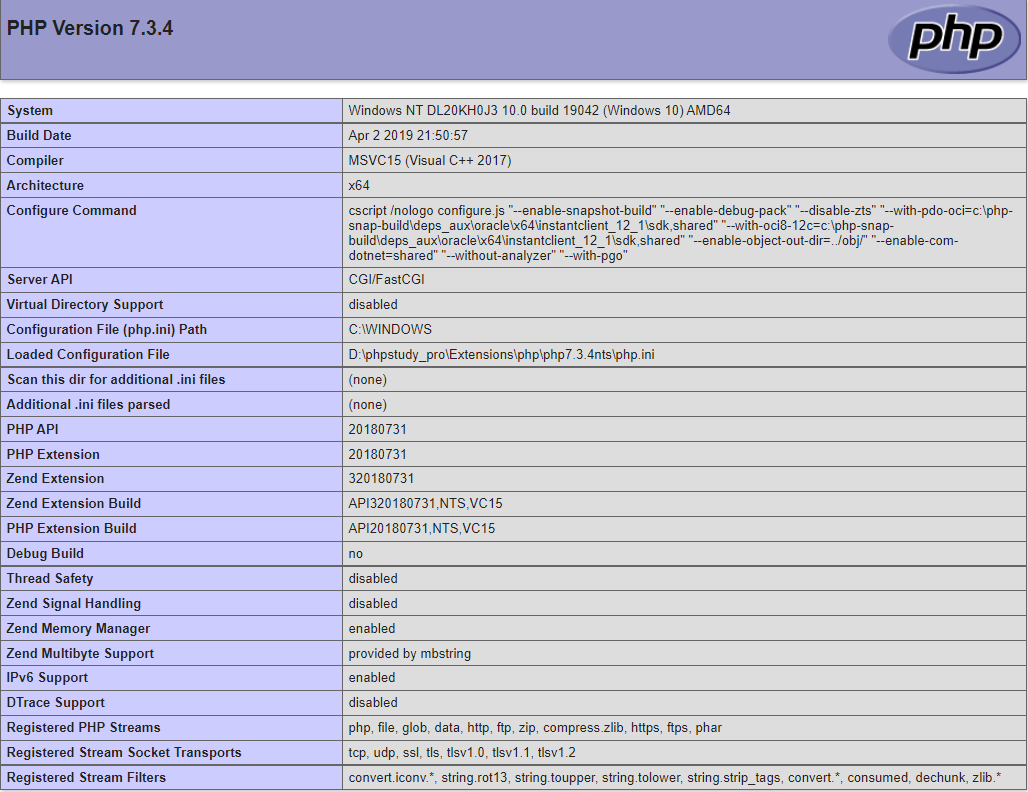 PHP Version 7.3.4
php
System Windows NT DL20KH0J3 10.0 build 19042 (Windows 10) AMD64
Build Date Apr 2 2019 21:50:57
Compiler MSVC15 (Visual C++ 2017)
Architecture x64
Configure Command cscript /nologo configure.js "--enable-snapshot-build" "--enable-debug-pack" "--disable-zts" "--with-pdo-oci=c:\php-
snap-build\deps_aux\oracle\x64\instantclient_12_1\sdk,shared" "--with-oci8-12c=c:\php-snap-
build\deps_aux\oracle\x64\instantclient_12_1\sdk,shared" "--enable-object-out-dir=../obj/" "--enable-com-
dotnet=shared" "--without-analyzer" "--with-pgo"
Server API CGI/FastCGI
Virtual Directory Support disabled
Configuration File (php.ini) Path C:\WINDOWS
Loaded Configuration File D:\phpstudy_pro\Extensions\php\php7.3.4nts\php.ini
Scan this dir for additional .ini files (none)
Additional .ini files parsed (none)
PHP API 20180731
PHP Extension 20180731
Zend Extension 320180731
Zend Extension Build API320180731,NTS,VC15
PHP Extension Build API20180731,NTS,VC15
Debug Build no
Thread Safety disabled
Zend Signal Handling disabled
Zend Memory Manager enabled
Zend Multibyte Support provided by mbstring
IPv6 Support enabled
DTrace Support disabled
Registered PHP Streams php, file, glob, data, http, ftp, zip, compress.zlib, https, ftps, phar
Registered Stream Socket Transports tcp, udp, ssl, tls, tlsv1.0, tlsv1.1, tlsv1.2
Registered Stream Filters convert.iconv.*, string.rot13, string.toupper, string.tolower, string.strip_tags, convert.*, consumed, dechunk, zlib.*